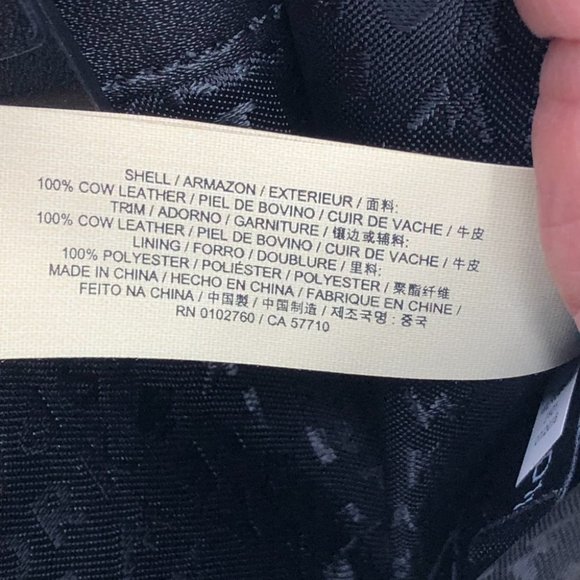 SHELL / ARMAZON / EXTERIEUR / 面料:
100% COW LEATHER / PIEL DE BOVINO / CUIR DE VACHE / 牛皮
TRIM / ADORNO / GARNITURE / 镶边或辅料:
100% COW LEATHER / PIEL DE BOVINO / CUIR DE VACHE / 牛皮
LINING / FORRO / DOUBLURE / 里料:
100% POLYESTER / POLIÉSTER / POLYESTER / 聚酯纤维
MADE IN CHINA / HECHO EN CHINA / FABRIQUE EN CHINE /
FEITO NA CHINA / 中国製 / 中国制造 / 제조국명 : 중국
RN 0102760 / CA 57710